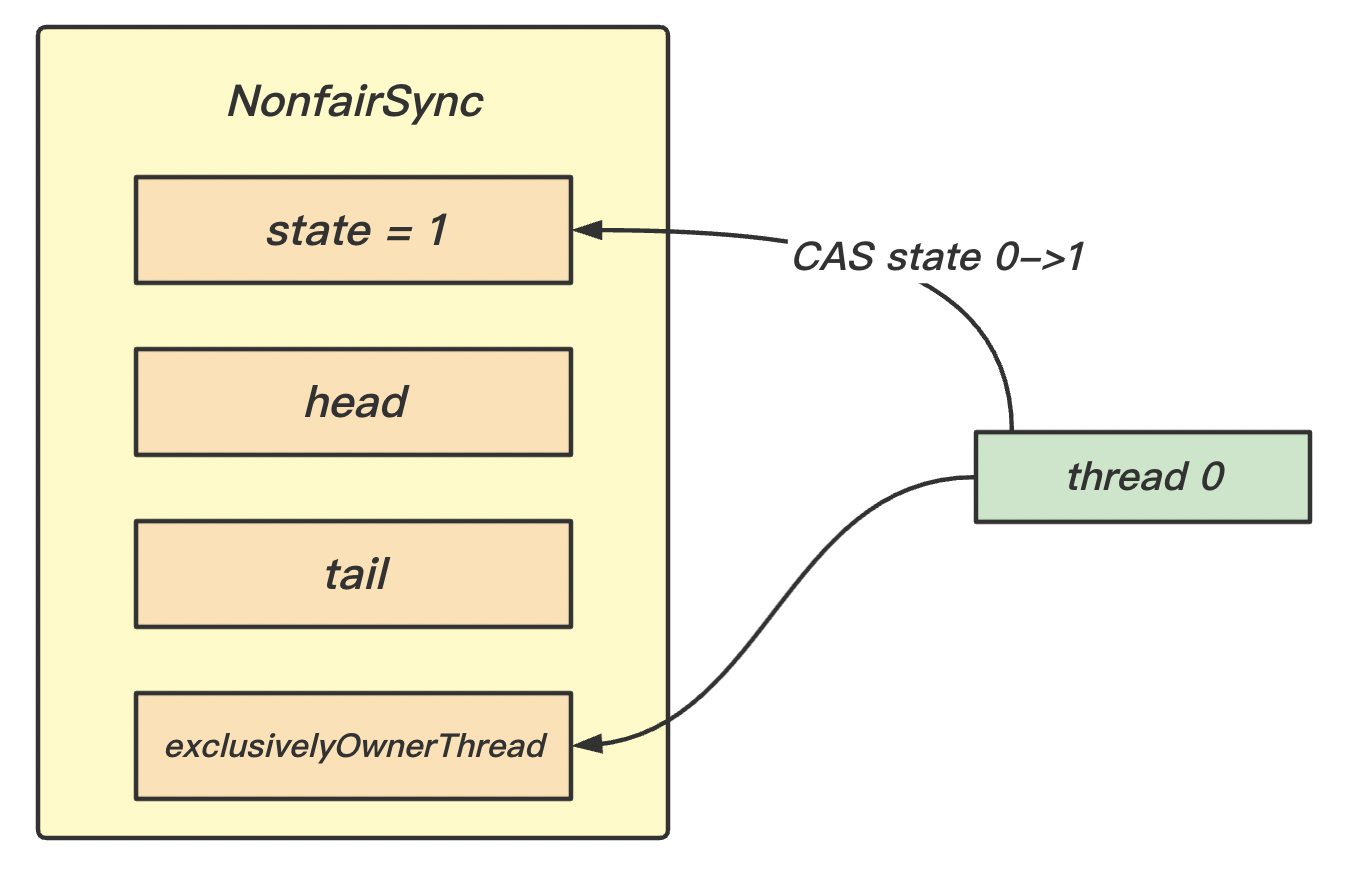 NonfairSync
state = 1
CAS state 0–>1
head
thread 0
tail
exclusivelyOwnerThread